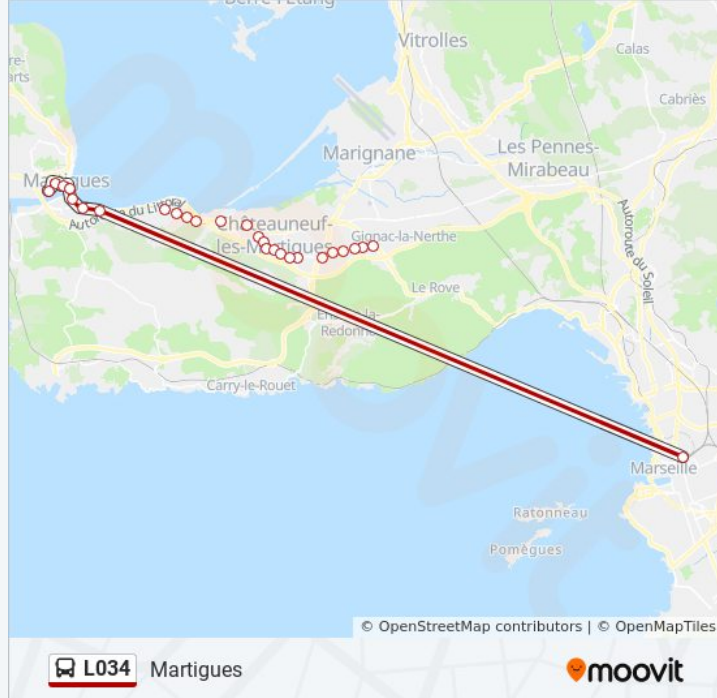 Berre-l'Étang
Vitrolles
Calas
Cabriès
Marignane
Les Pennes-
Mirabeau
Martigues
Autoroute du Littoral
Châteauneuf-
les-Martigues
Gignac-la-Nerthe
Autoroute du Soleil
Le Rove
Ensuès-la-
Redonne
Carry-le-Rouet
Marseille
Ratonneau
Pomègues
© OpenStreetMap contributors | © OpenMapTiles
L034 Martigues
moovit